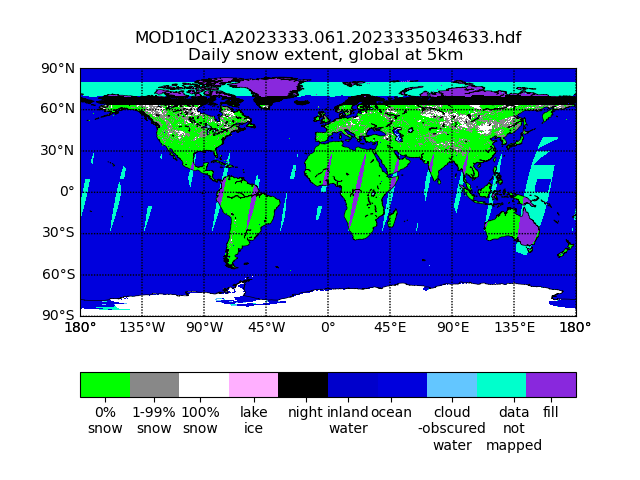 MOD10C1.A2023333.061.2023335034633.hdf
Daily snow extent, global at 5km
90°N
60°N
30°N
0°
30°S
60°S
90°S
180° 135°W 90°W 45°W 0° 45°E 90°E 135°E 180°
0% snow
1-99% snow
100% snow
lake ice
night
inland water
ocean
cloud -obscured water
data not mapped
fill